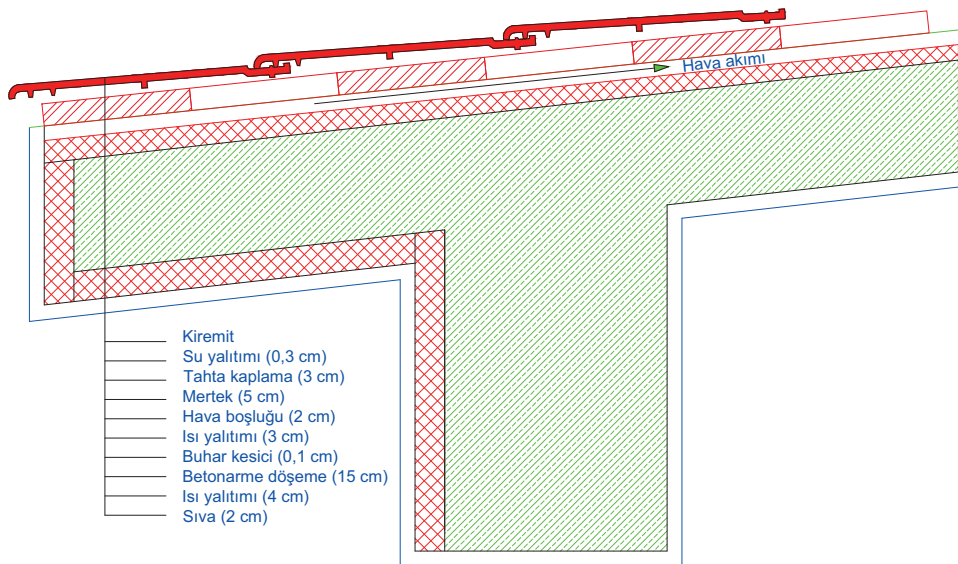 Hava akımı
Kiremit
Su yalıtımı (0,3 cm)
Tahta kaplama (3 cm)
Mertek (5 cm)
Hava boşluğu (2 cm)
Isı yalıtımı (3 cm)
Buhar kesici (0,1 cm)
Betonarme döşeme (15 cm)
Isı yalıtımı (4 cm)
Sıva (2 cm)